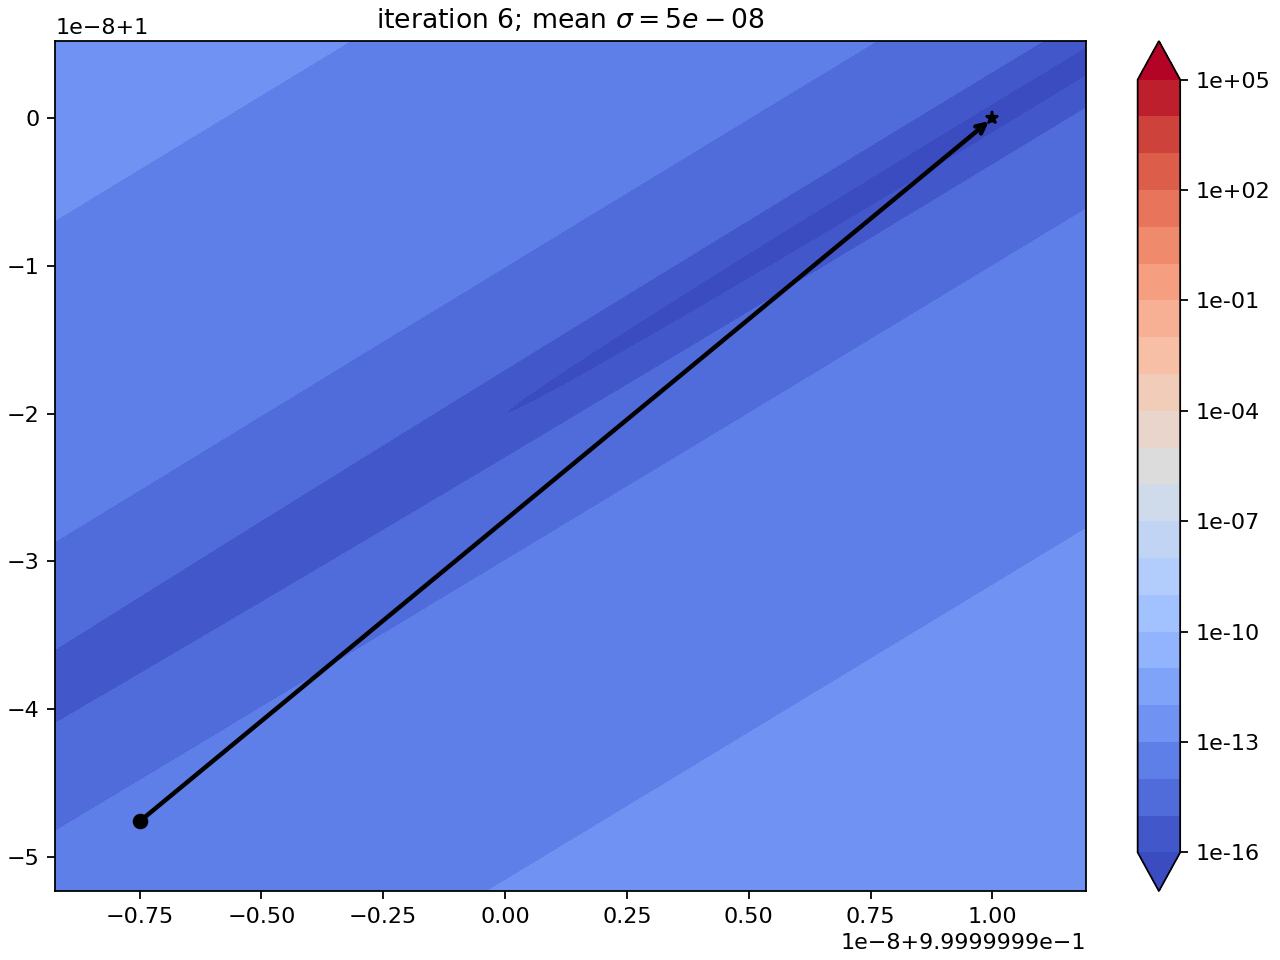 iteration 6; mean σ = 5e − 08
1e−8+1
0
−1
−2
−3
−4
−5
−0.75
−0.50
−0.25
0.00
0.25
0.50
0.75
1.00
1e−8+9.9999999e−1
1e+05
1e+02
1e-01
1e-04
1e-07
1e-10
1e-13
1e-16